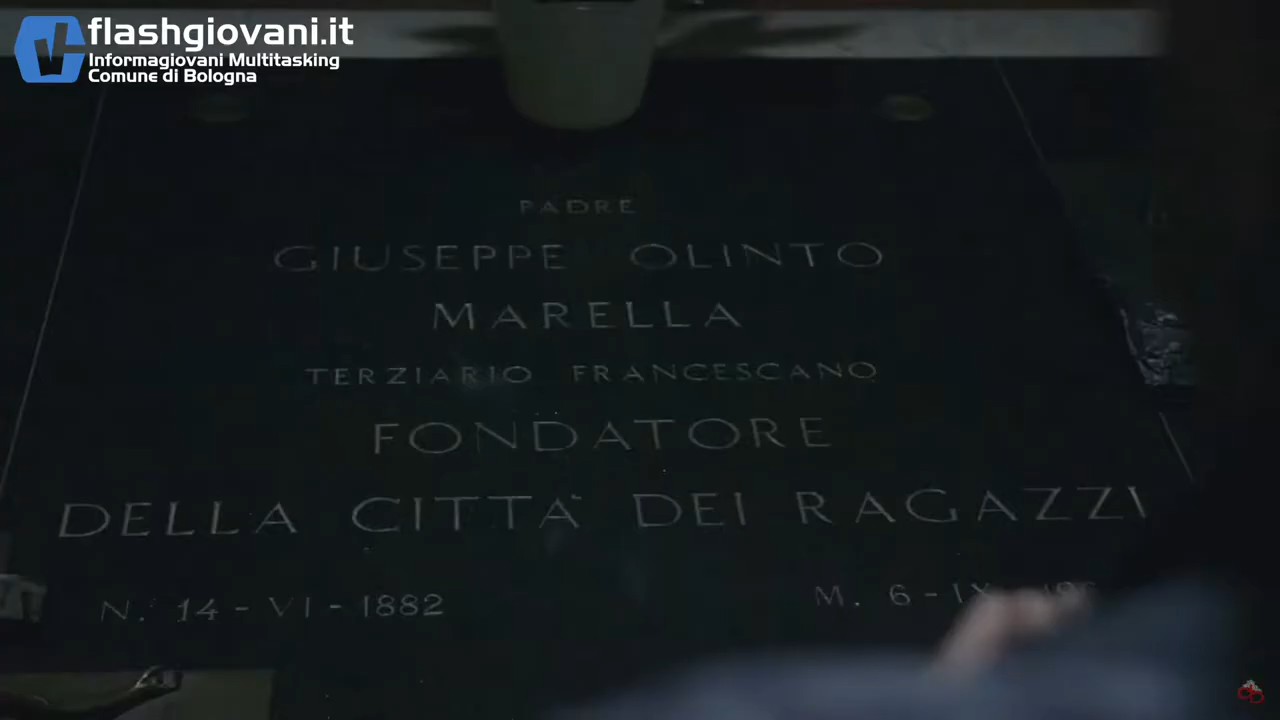 flashgiovani.it
Informagiovani Multitasking
Comune di Bologna
PADRE
GIUSEPPE OLINTO
MARELLA
TERZIARIO FRANCESCANO
FONDATORE
DELLA CITTÀ DEI RAGAZZI
N. 14-VI-1882
M. 6-IX-